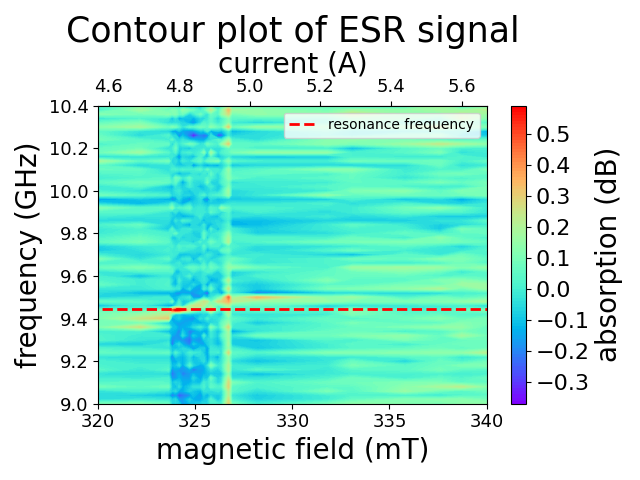 Contour plot of ESR signal
current (A)
4.6 4.8 5.0 5.2 5.4 5.6
resonance frequency
10.4
10.2
10.0
9.8
9.6
9.4
9.2
9.0
frequency (GHz)
320 325 330 335 340
magnetic field (mT)
0.5
0.4
0.3
0.2
0.1
0.0
−0.1
−0.2
−0.3
absorption (dB)